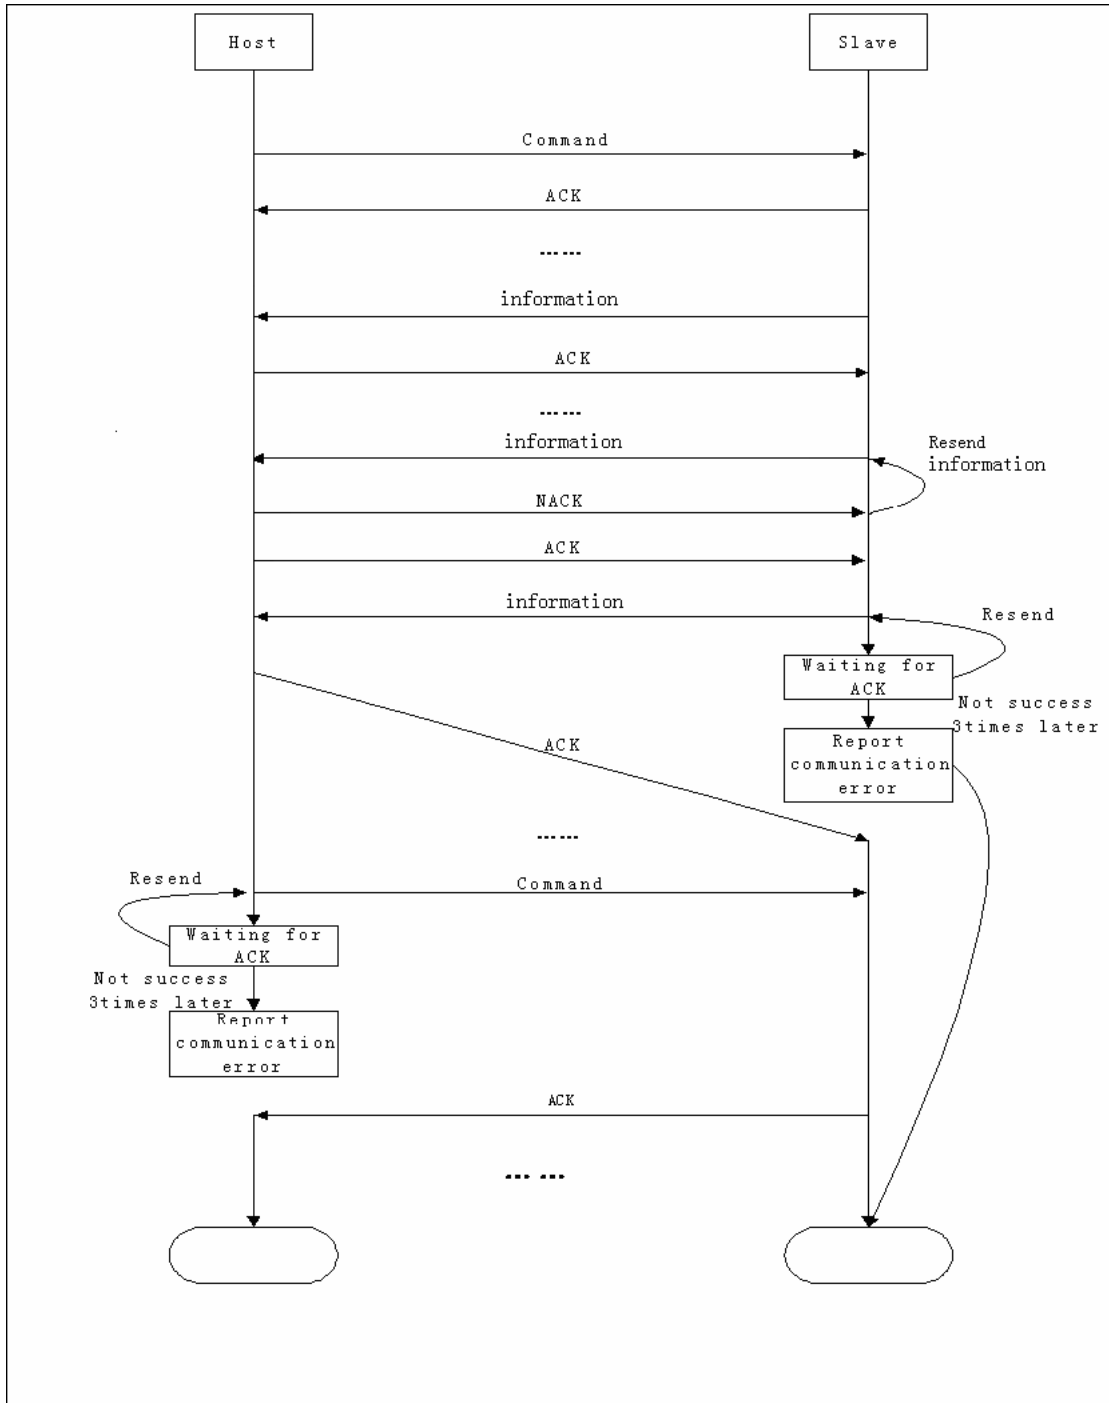 Host
Slave
Command
ACK
……
information
ACK
……
information
Resend
information
NACK
ACK
information
Resend
Waiting for
ACK
Not success
3times later
Report
communication
error
ACK
……
Resend
Command
Waiting for
ACK
Not success
3times later
Report
communication
error
ACK
… …